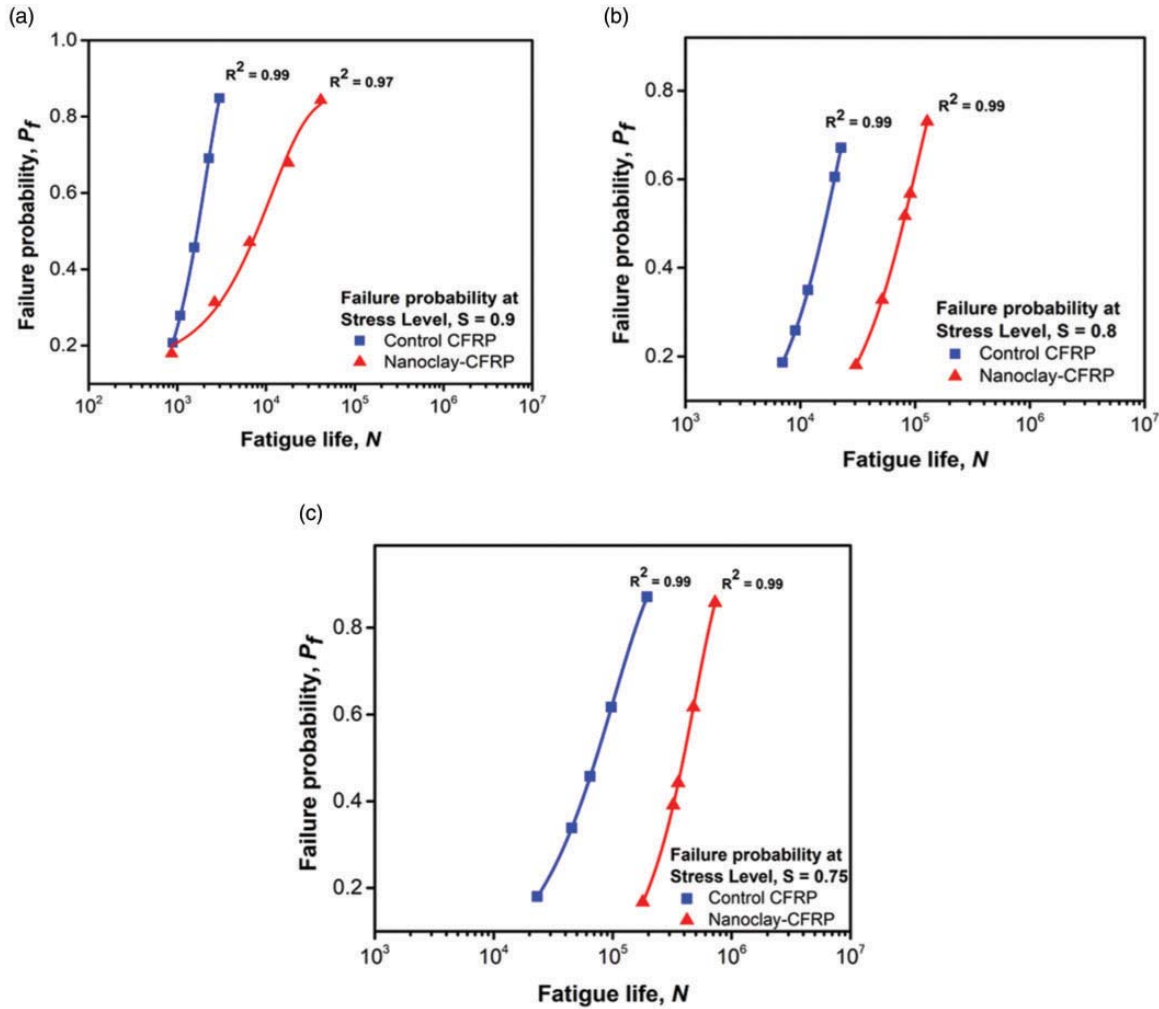 (a)
1.0
0.8
0.6
0.4
0.2
Failure probability, Pf
R² = 0.99
R² = 0.97
Failure probability at
Stress Level, S = 0.9
Control CFRP
Nanoclay-CFRP
10² 10³ 10⁴ 10⁵ 10⁶ 10⁷
Fatigue life, N
(b)
0.8
0.6
0.4
0.2
Failure probability, Pf
R² = 0.99
R² = 0.99
Failure probability at
Stress Level, S = 0.8
Control CFRP
Nanoclay-CFRP
10³ 10⁴ 10⁵ 10⁶ 10⁷
Fatigue life, N
(c)
0.8
0.6
0.4
0.2
Failure probability, Pf
R² = 0.99
R² = 0.99
Failure probability at
Stress Level, S = 0.75
Control CFRP
Nanoclay-CFRP
10³ 10⁴ 10⁵ 10⁶ 10⁷
Fatigue life, N